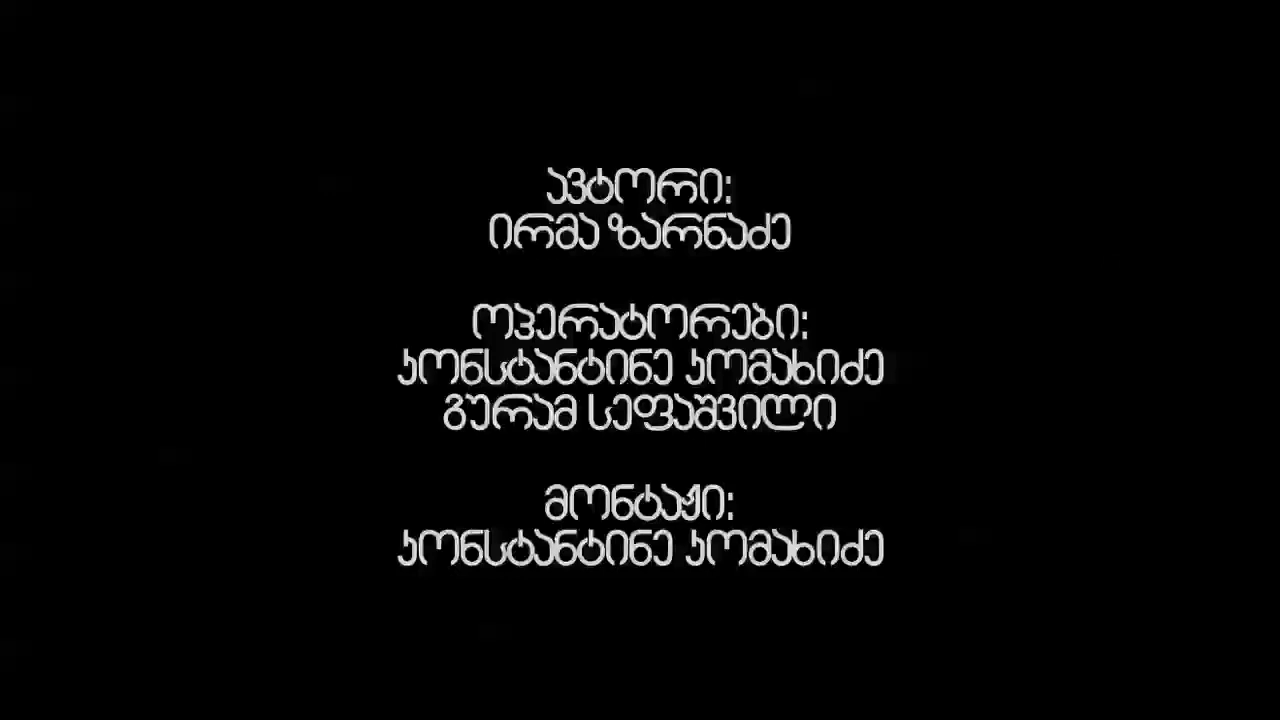 ავტორი:
ირმა ზარნაძე
ოპერატორები:
კონსტანტინე კომახიძე
გურამ სეფაშვილი
მონტაჟი:
კონსტანტინე კომახიძე